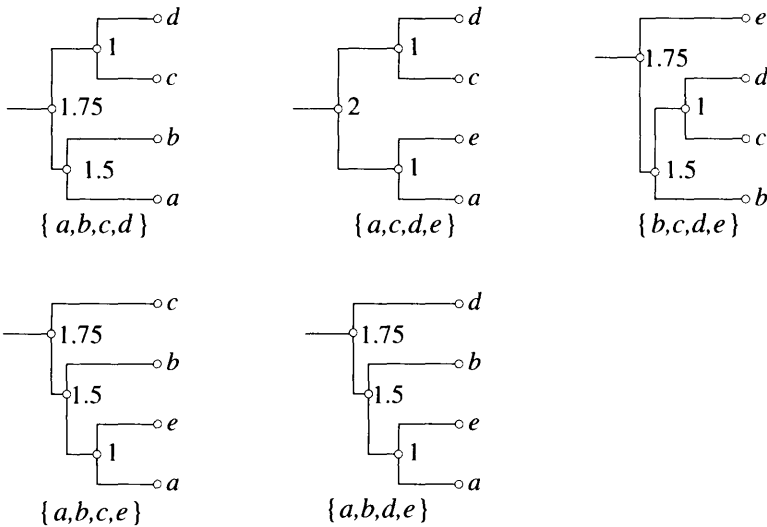 d
1
c
1.75
b
1.5
a
{ a,b,c,d }
d
1
c
2
e
1
a
{ a,c,d,e }
e
1.75
d
1
c
1.5
b
{ b,c,d,e }
c
1.75
b
1.5
e
1
a
{ a,b,c,e }
d
1.75
b
1.5
e
1
a
{ a,b,d,e }